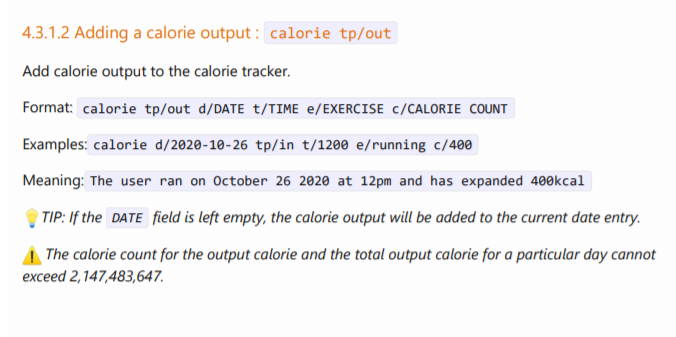 4.3.1.2 Adding a calorie output : calorie tp/out
Add calorie output to the calorie tracker.
Format: calorie tp/out d/DATE t/TIME e/EXERCISE c/CALORIE COUNT
Examples: calorie d/2020-10-26 tp/in t/1200 e/running c/400
Meaning: The user ran on October 26 2020 at 12pm and has expanded 400kcal
💡 TIP: If the DATE field is left empty, the calorie output will be added to the current date entry.
⚠️ The calorie count for the output calorie and the total output calorie for a particular day cannot
exceed 2,147,483,647.